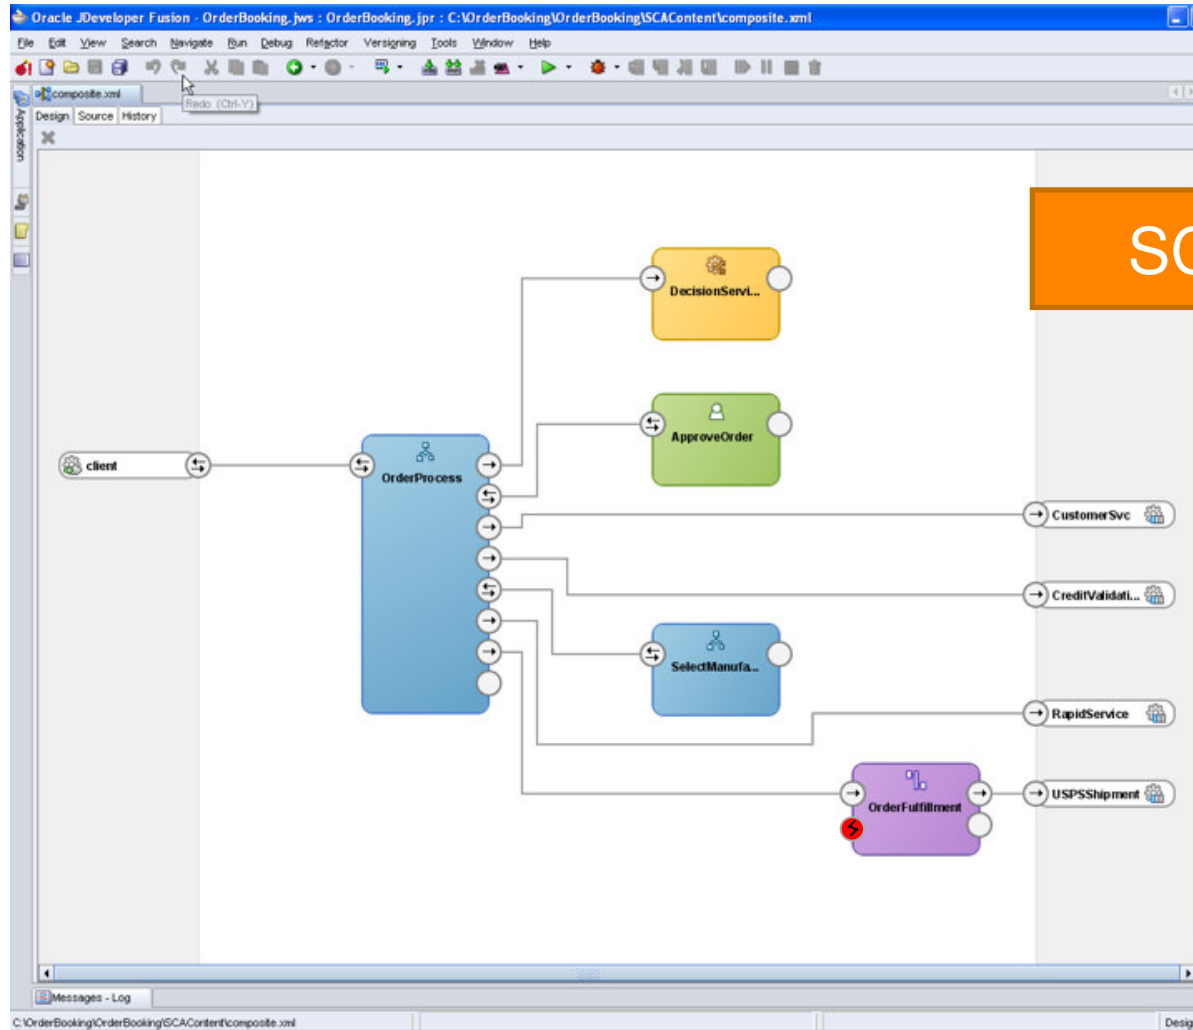 Oracle JDeveloper Fusion - OrderBooking.jws : OrderBooking.jpr : C:\OrderBooking\OrderBooking\SCAContent\composite.xml
File Edit View Search Navigate Run Debug Refactor Versioning Tools Window Help
composite.xml
Redo (Ctrl-Y)
Design Source History
Application
SC
DecisionServi...
ApproveOrder
client
OrderProcess
CustomerSvc
CreditValidati...
SelectManufa...
RapidService
USPSShipment
OrderFulfillment
Messages - Log
C:\OrderBooking\OrderBooking\SCAContent\composite.xml
Desig